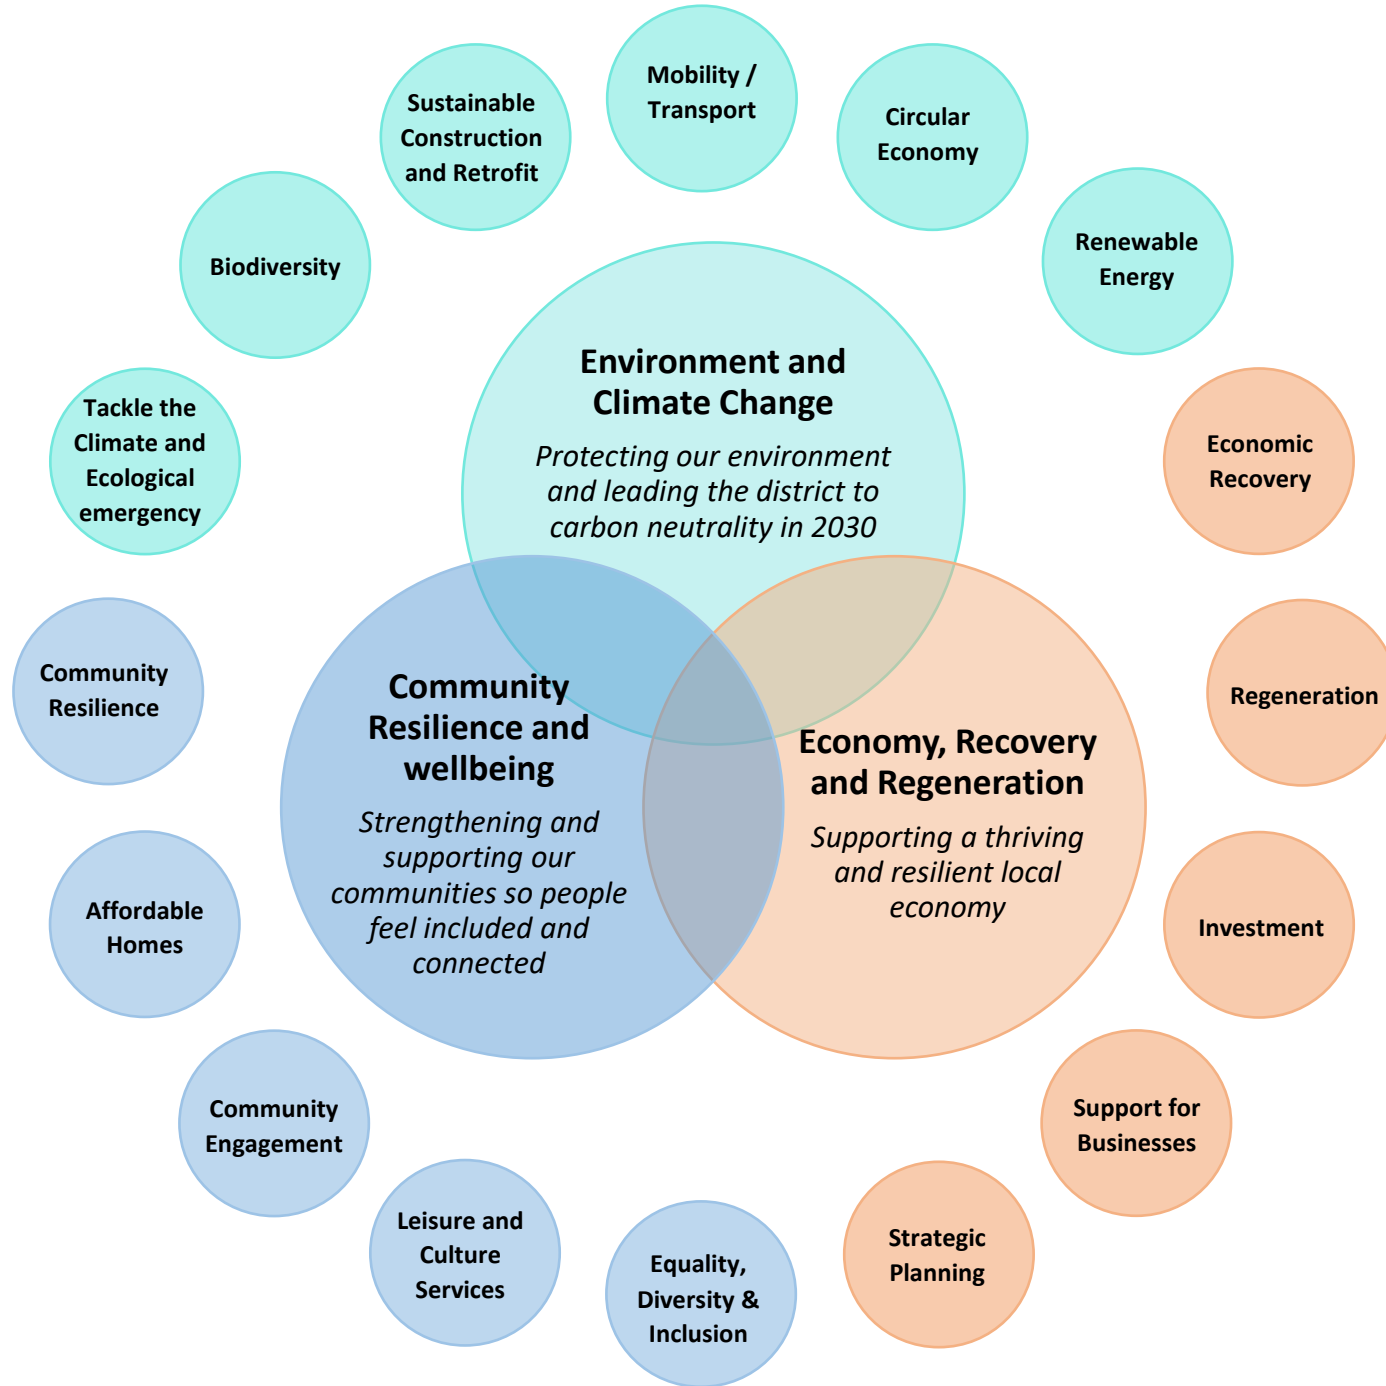 Mobility /
Transport
Sustainable
Construction
and Retrofit
Circular
Economy
Biodiversity
Renewable
Energy
Tackle the
Climate and
Ecological
emergency
Environment and
Climate Change
Protecting our environment
and leading the district to
carbon neutrality in 2030
Economic
Recovery
Community
Resilience
Community
Resilience and
wellbeing
Strengthening and
supporting our
communities so people
feel included and
connected
Economy, Recovery
and Regeneration
Supporting a thriving
and resilient local
economy
Regeneration
Affordable
Homes
Investment
Community
Engagement
Support for
Businesses
Leisure and
Culture
Services
Equality,
Diversity &
Inclusion
Strategic
Planning